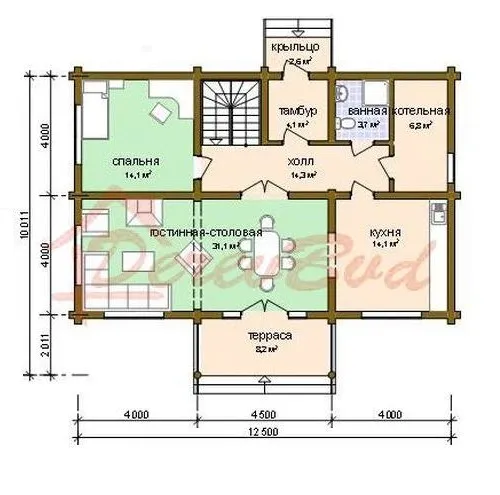 крыльцо
2,6 м²
тамбур
4,1 м²
ванная
3,7 м²
котельная
6,8 м²
спальня
14,1 м²
холл
14,3 м²
гостинная-столовая
31,1 м²
кухня
14,1 м²
DerevBud
терраса
8,2 м²
4 000
4 000
2 011
10 011
4 000
4 500
4 000
12 500